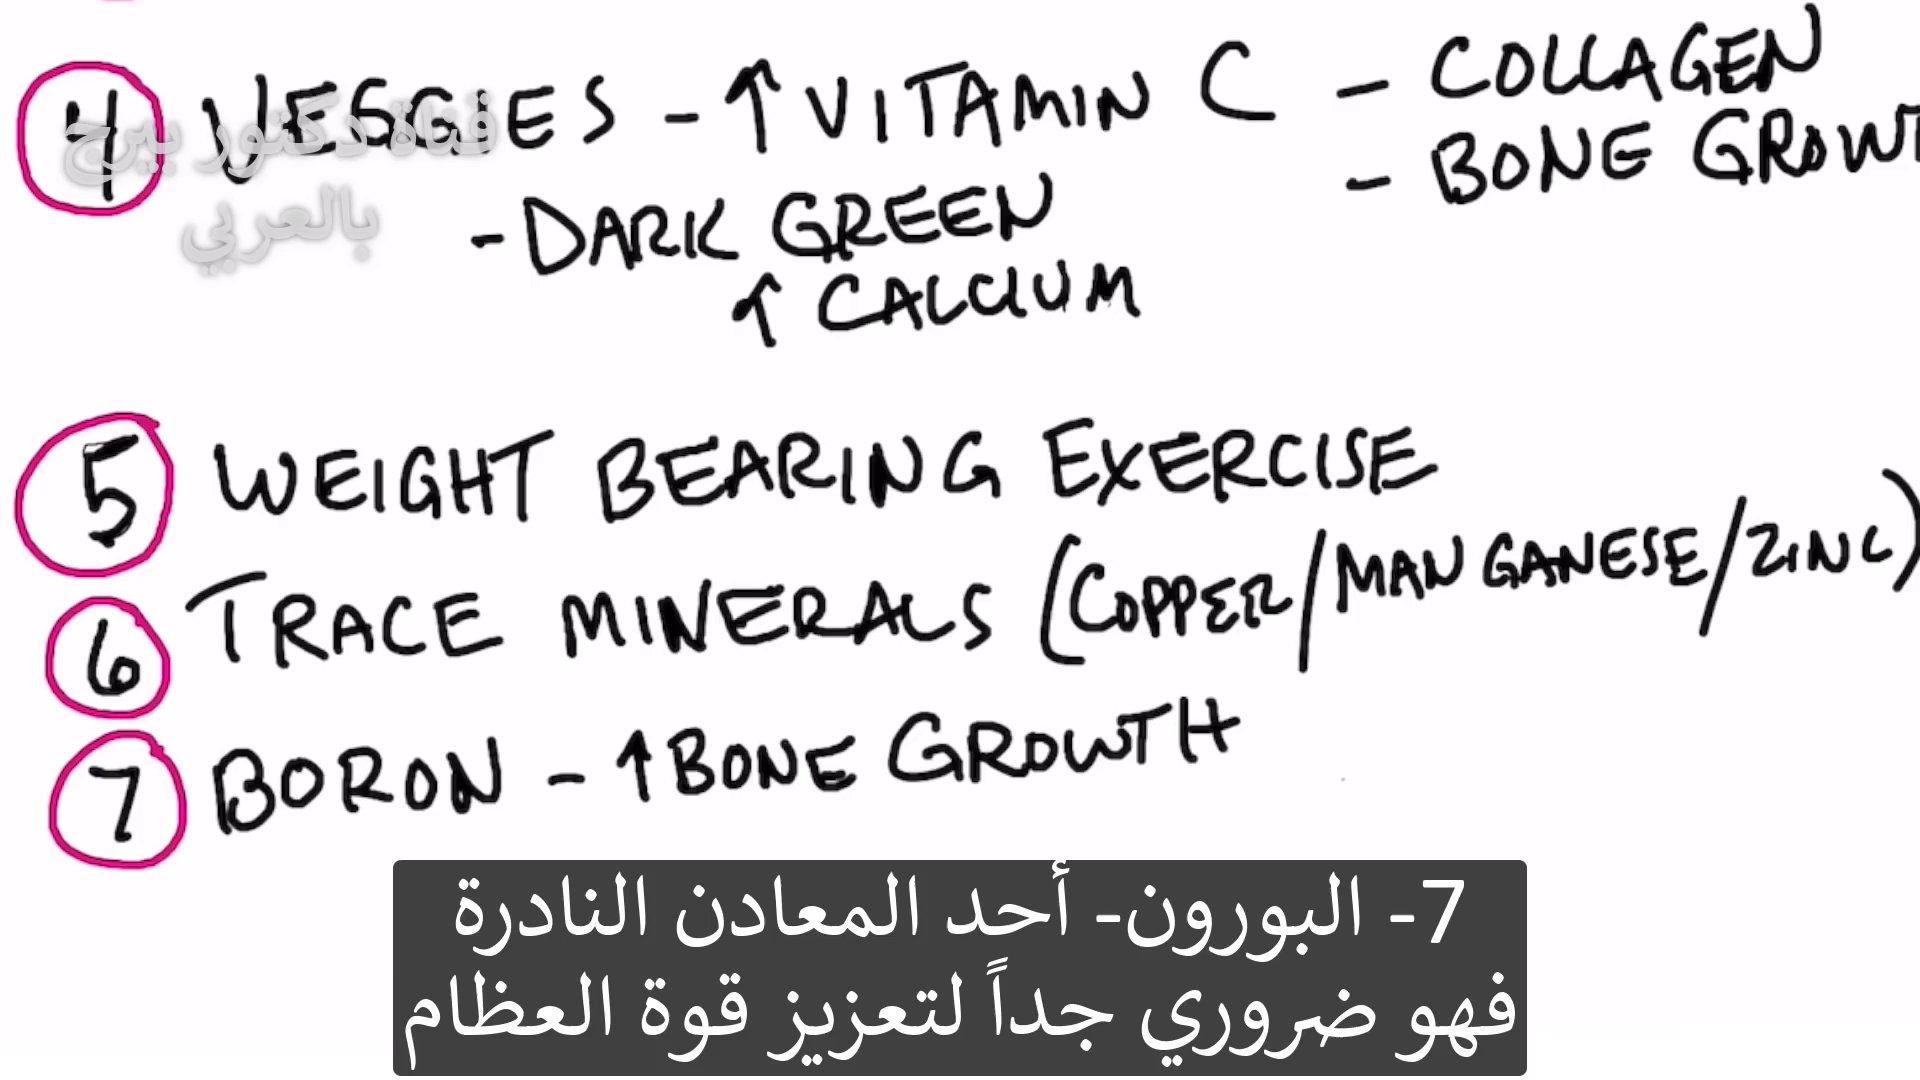 4 VEGGIES - ↑ VITAMIN C - COLLAGEN
- BONE GROWT
- DARK GREEN
↑ CALCIUM
5 WEIGHT BEARING EXERCISE
6 TRACE MINERALS (COPPER/MANGANESE/ZINC)
7 BORON - ↑ BONE GROWTH
قناة دكتور بيرج
بالعربي
7- البورون- أحد المعادن النادرة
فهو ضروري جداً لتعزيز قوة العظام